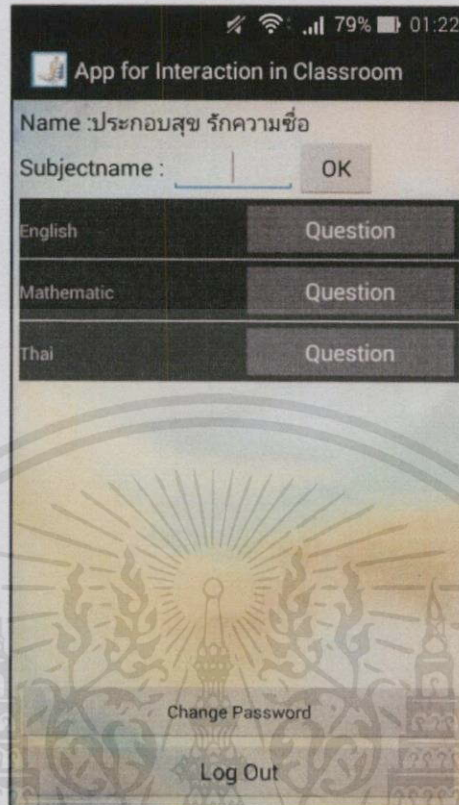 79% 01:22
App for Interaction in Classroom
Name :ประกอบสุข รักความซื่อ
Subjectname : OK
English Question
Mathematic Question
Thai Question
Change Password
Log Out